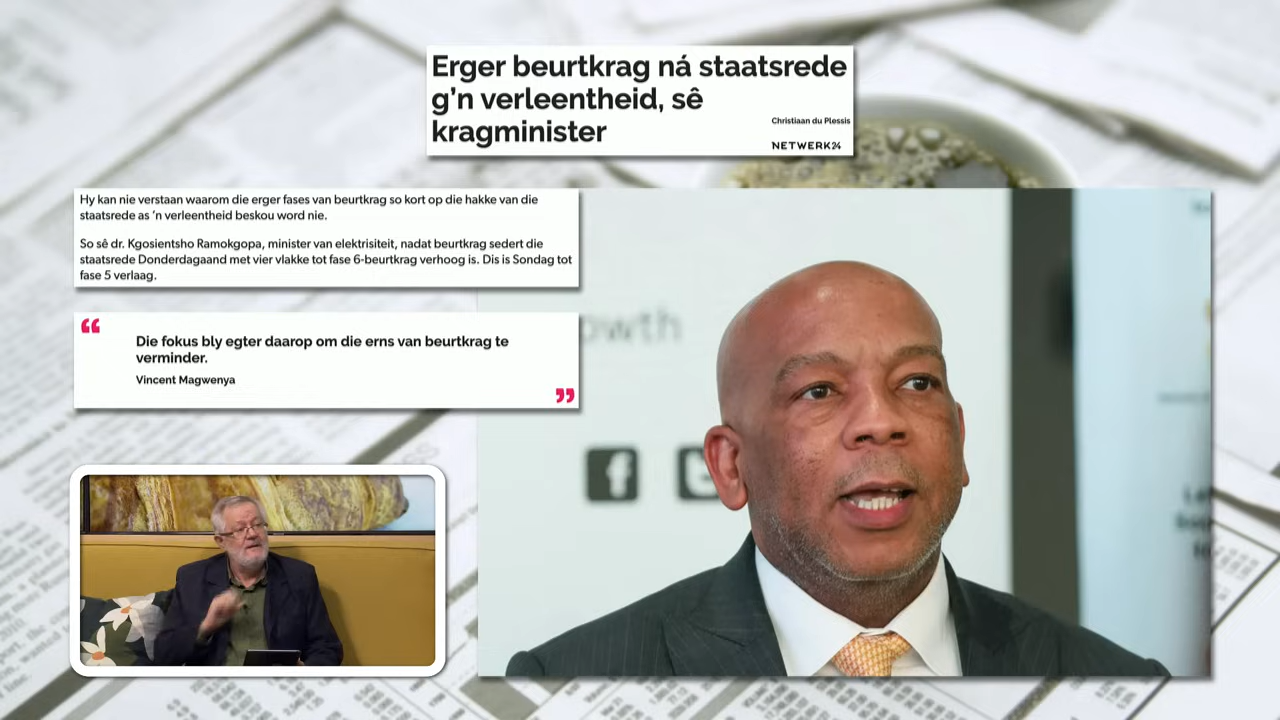 Erger beurtkrag ná staatsrede
g'n verleentheid, sê
kragminister
Christiaan du Plessis
NETWERK24
Hy kan nie verstaan waarom die erger fases van beurtkrag so kort op die hakke van die
staatsrede as 'n verleentheid beskou word nie.
So sê dr. Kgosientsho Ramokgopa, minister van elektrisiteit, nadat beurtkrag sedert die
staatsrede Donderdagaand met vier vlakke tot fase 6-beurtkrag verhoog is. Dis is Sondag tot
fase 5 verlaag.
“
Die fokus bly egter daarop om die erns van beurtkrag te
verminder.
Vincent Magwenya
”
owth
f